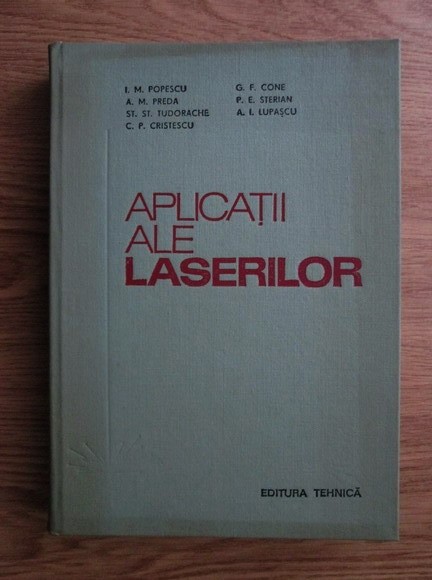 I. M. POPESCU
A. M. PREDA
ST. ST. TUDORACHE
C. P. CRISTESCU
G. F. CONE
P. E. STERIAN
A. I. LUPAȘCU
APLICAȚII
ALE
LASERILOR
EDITURA TEHNICĂ